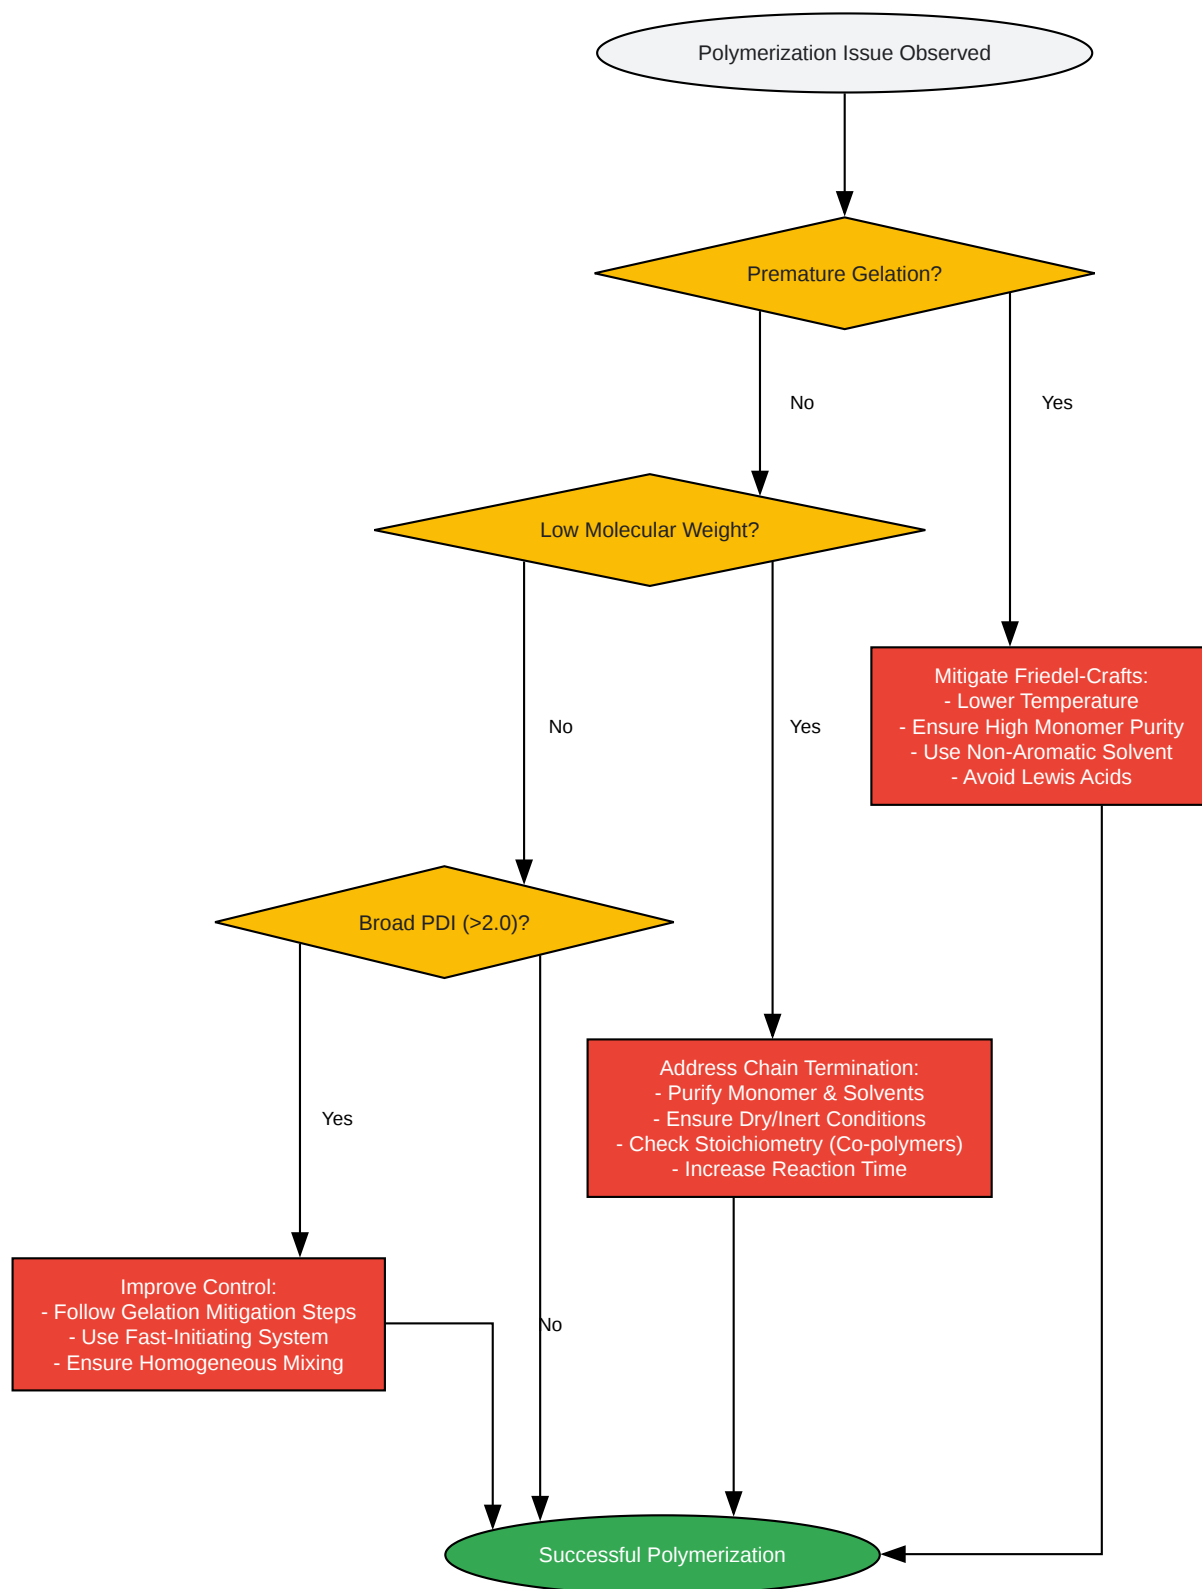 Polymerization Issue Observed
Premature Gelation?
No
Yes
Low Molecular Weight?
Mitigate Friedel-Crafts:
- Lower Temperature
- Ensure High Monomer Purity
- Use Non-Aromatic Solvent
- Avoid Lewis Acids
No
Yes
Broad PDI (>2.0)?
Address Chain Termination:
- Purify Monomer & Solvents
- Ensure Dry/Inert Conditions
- Check Stoichiometry (Co-polymers)
- Increase Reaction Time
Yes
No
Improve Control:
- Follow Gelation Mitigation Steps
- Use Fast-Initiating System
- Ensure Homogeneous Mixing
Successful Polymerization